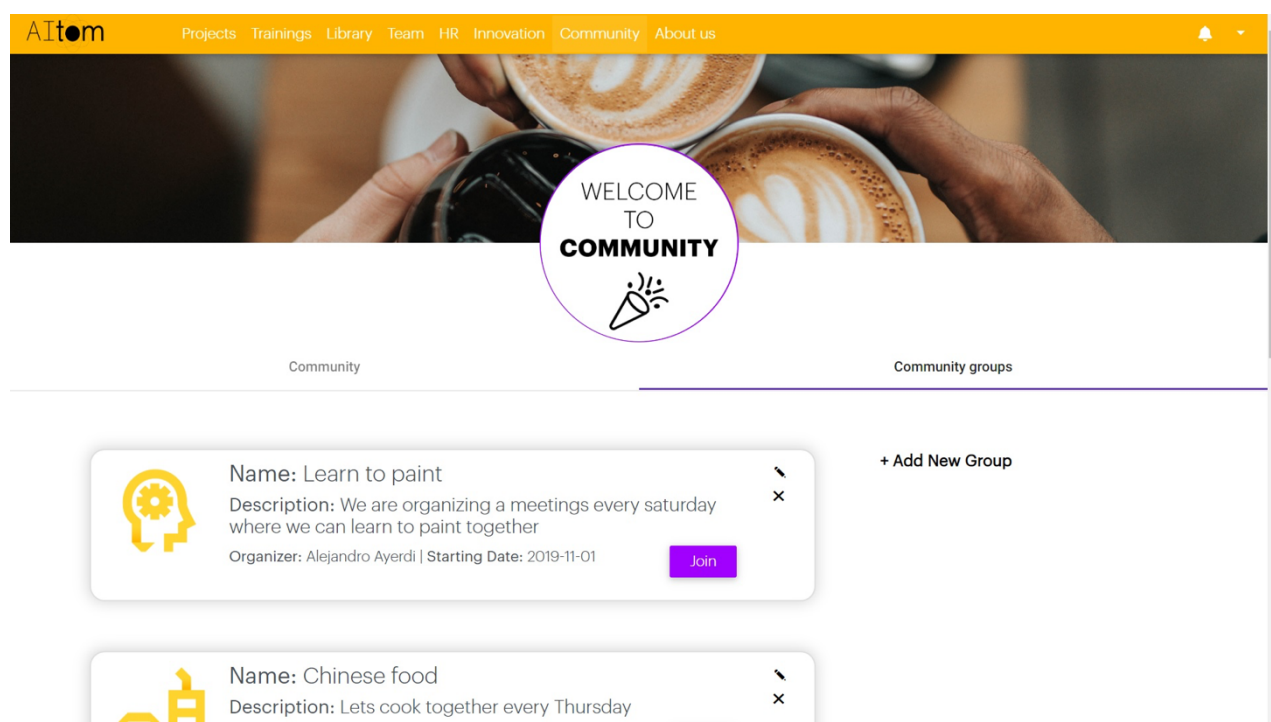 AItom
Projects Trainings Library Team HR Innovation Community About us
WELCOME
TO
COMMUNITY
Community
Community groups
+ Add New Group
Name: Learn to paint
Description: We are organizing a meetings every saturday
where we can learn to paint together
Organizer: Alejandro Ayerdi | Starting Date: 2019-11-01
Join
Name: Chinese food
Description: Lets cook together every Thursday